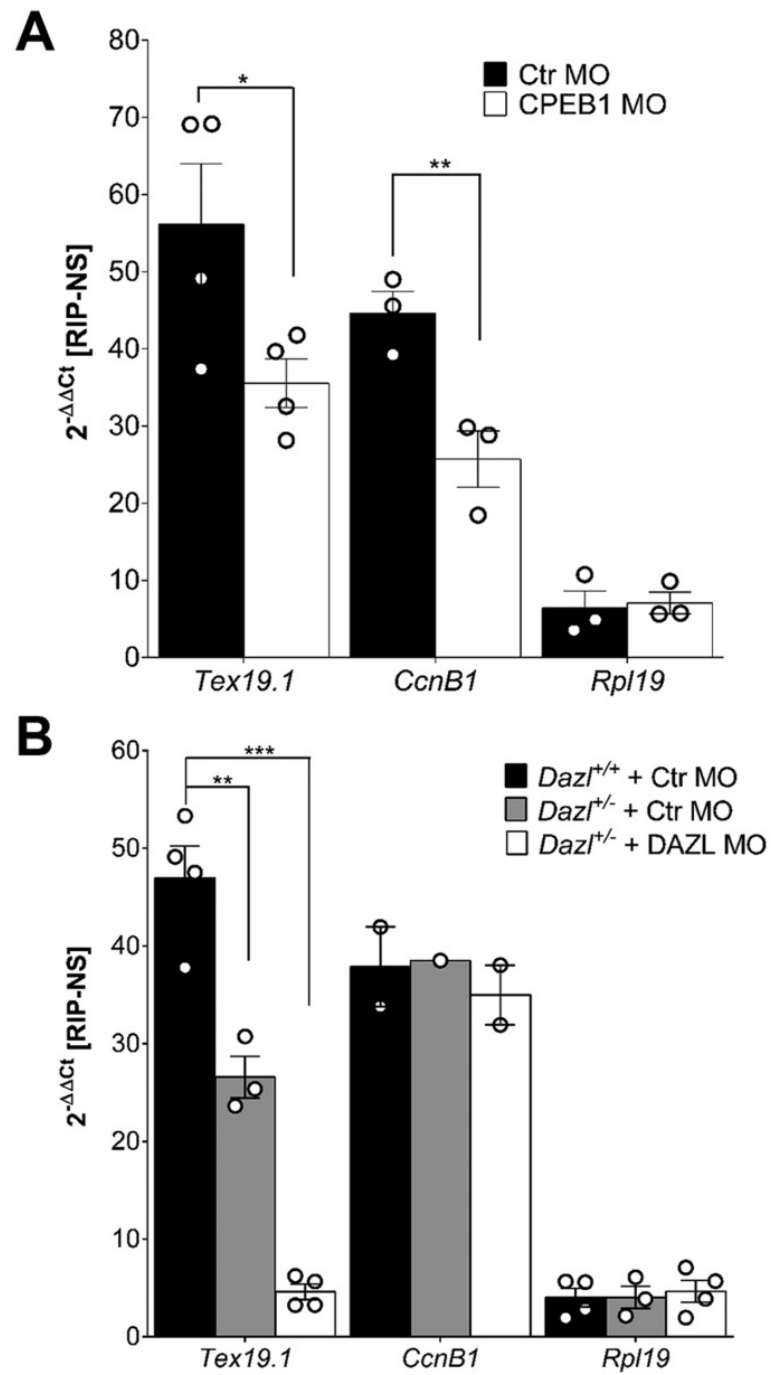 A
80
70
60
50
40
30
20
10
0
2^-ΔΔCt [RIP-NS]
Ctr MO
CPEB1 MO
*
**
Tex19.1 CcnB1 Rpl19
B
60
50
40
30
20
10
0
2^-ΔΔCt [RIP-NS]
Dazl+/+ + Ctr MO
Dazl+/- + Ctr MO
Dazl+/- + DAZL MO
***
**
Tex19.1 CcnB1 Rpl19